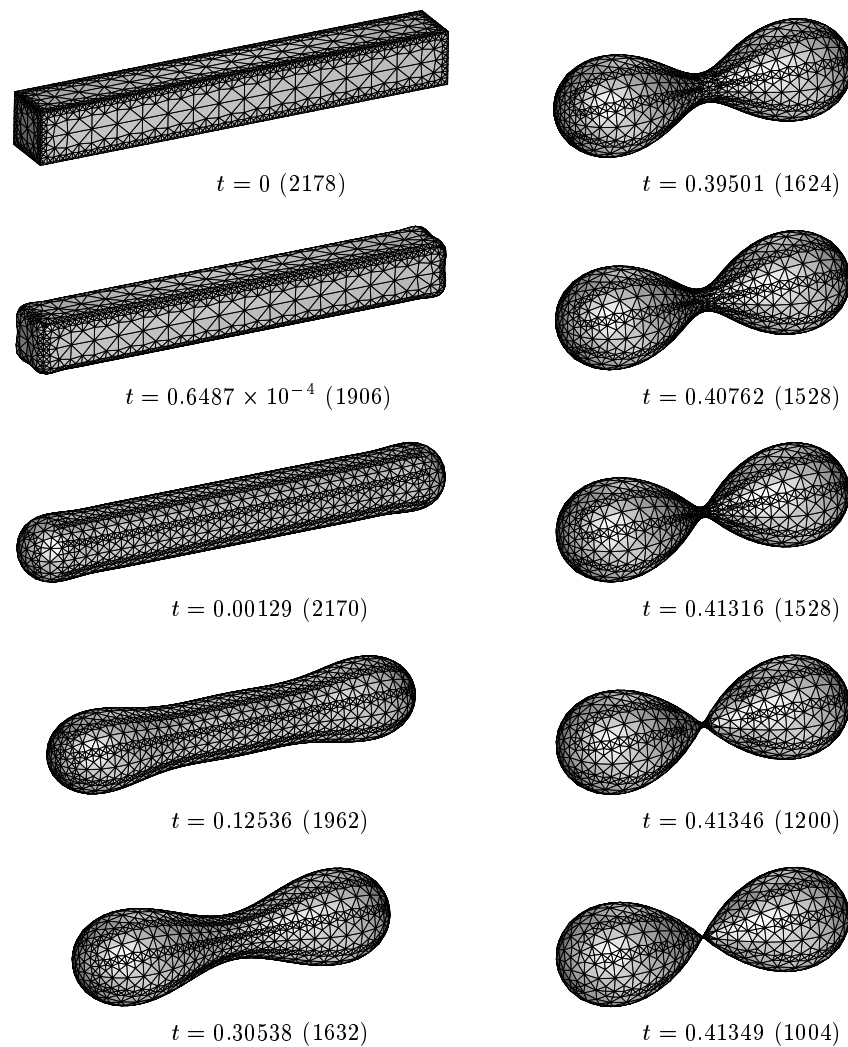 t = 0 (2178)
t = 0.6487 × 10⁻⁴ (1906)
t = 0.00129 (2170)
t = 0.12536 (1962)
t = 0.30538 (1632)
t = 0.39501 (1624)
t = 0.40762 (1528)
t = 0.41316 (1528)
t = 0.41346 (1200)
t = 0.41349 (1004)